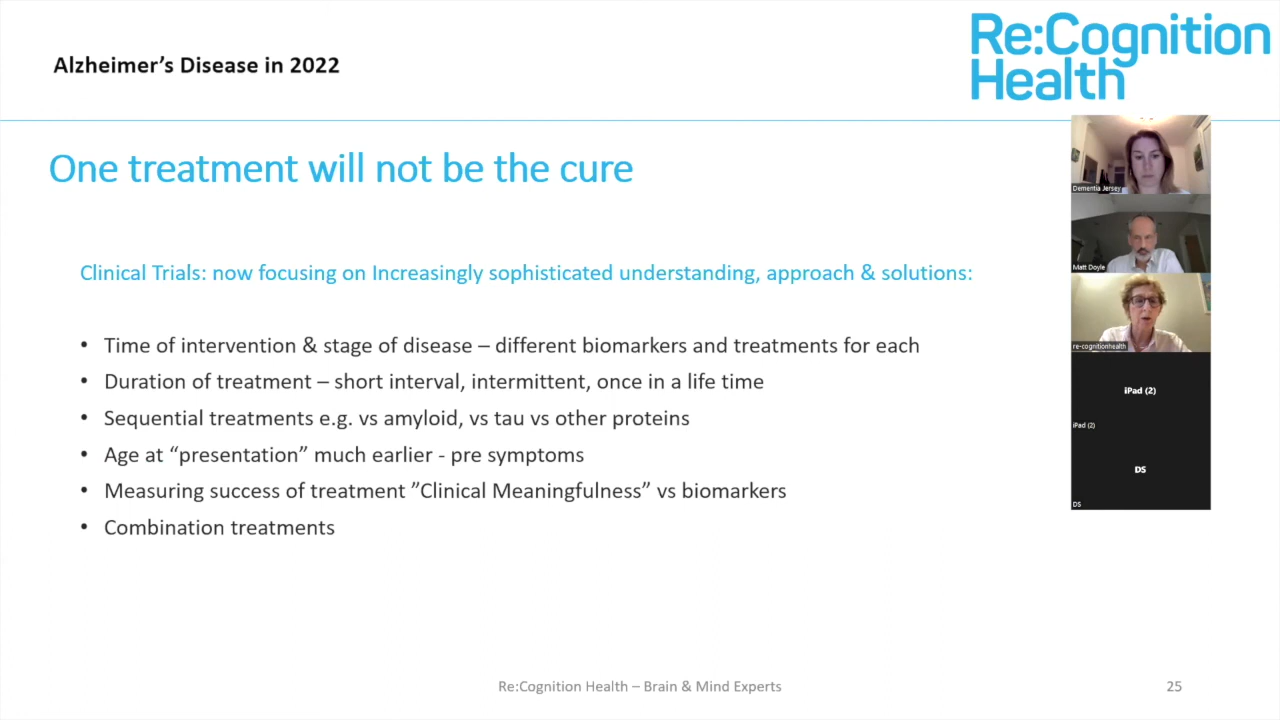 Alzheimer’s Disease in 2022
Re:Cognition
Health
One treatment will not be the cure
Clinical Trials: now focusing on Increasingly sophisticated understanding, approach & solutions:
• Time of intervention & stage of disease – different biomarkers and treatments for each
• Duration of treatment – short interval, intermittent, once in a life time
• Sequential treatments e.g. vs amyloid, vs tau vs other proteins
• Age at “presentation” much earlier - pre symptoms
• Measuring success of treatment ”Clinical Meaningfulness” vs biomarkers
• Combination treatments
Dementia Jersey
Matt Doyle
re-cognitionhealth
iPad (2)
iPad (2)
DS
DS
Re:Cognition Health – Brain & Mind Experts
25